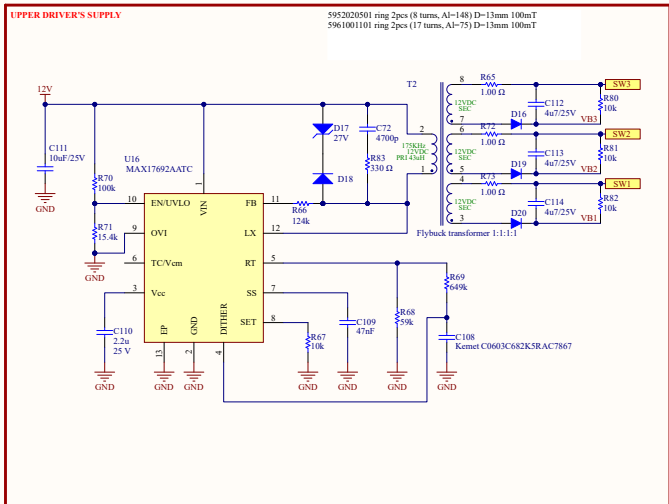 UPPER DRIVER'S SUPPLY
5952020501 ring 2pcs (8 turns, Al=148) D=13mm 100mT
5961001101 ring 2pcs (17 turns, Al=75) D=13mm 100mT
12V
C111
10uF/25V
GND
R70
100k
R71
15.4k
GND
U16
MAX17692AATC
10
EN/UVLO
9
OVI
6
TC/Vcm
3
Vcc
1
VIN
FB
11
LX
12
RT
5
SS
7
SET
8
EP
13
GND
2
DITHER
4
C110
2.2u
25 V
GND
GND
GND
D17
27V
D18
C72
4700p
R83
330 Ω
R66
124k
R67
10k
GND
C109
47nF
GND
R68
59k
GND
R69
649k
C108
Kemet C0603C682K5RAC7867
GND
T2
2
1
175KHz
12VDC
PRI 43uH
8
12VDC
SEC
7
6
12VDC
SEC
5
4
12VDC
SEC
3
Flybuck transformer 1:1:1:1
R65
1.00 Ω
D16
C112
4u7/25V
R80
10k
SW3
VB3
R72
1.00 Ω
D19
C113
4u7/25V
R81
10k
SW2
VB2
R73
1.00 Ω
D20
C114
4u7/25V
R82
10k
SW1
VB1